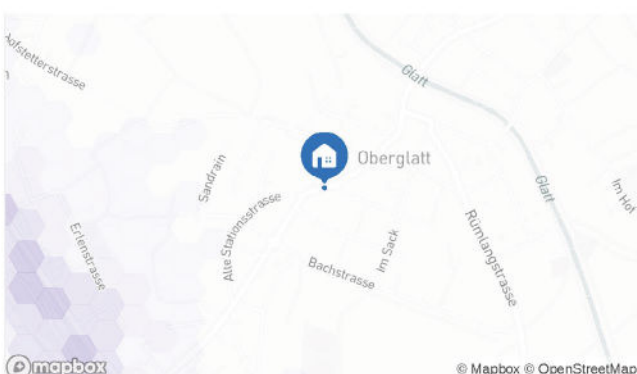 Hofstetterstrasse
Glatt
Oberglatt
Sandrain
Glatt
Im Hof
Alte Stationsstrasse
Rümlangstrasse
Erlenstrasse
Im Sack
Bachstrasse
mapbox
© Mapbox © OpenStreetMap